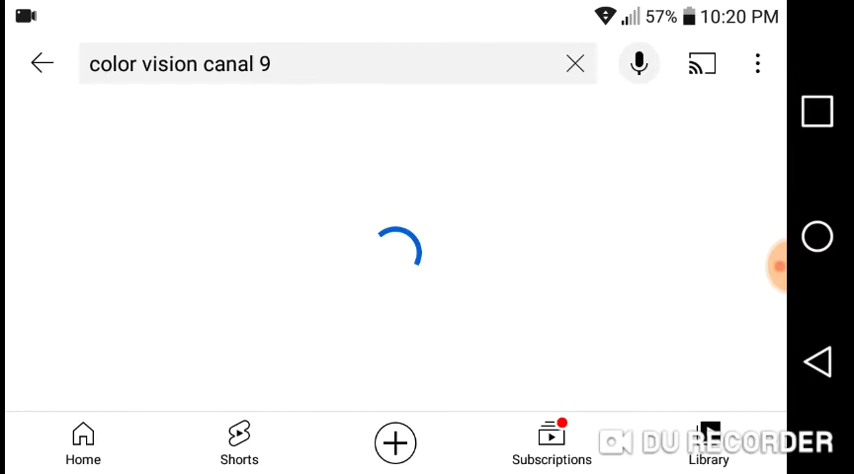 57% 10:20 PM
color vision canal 9
Home
Shorts
Subscriptions
Library
DU RECORDER